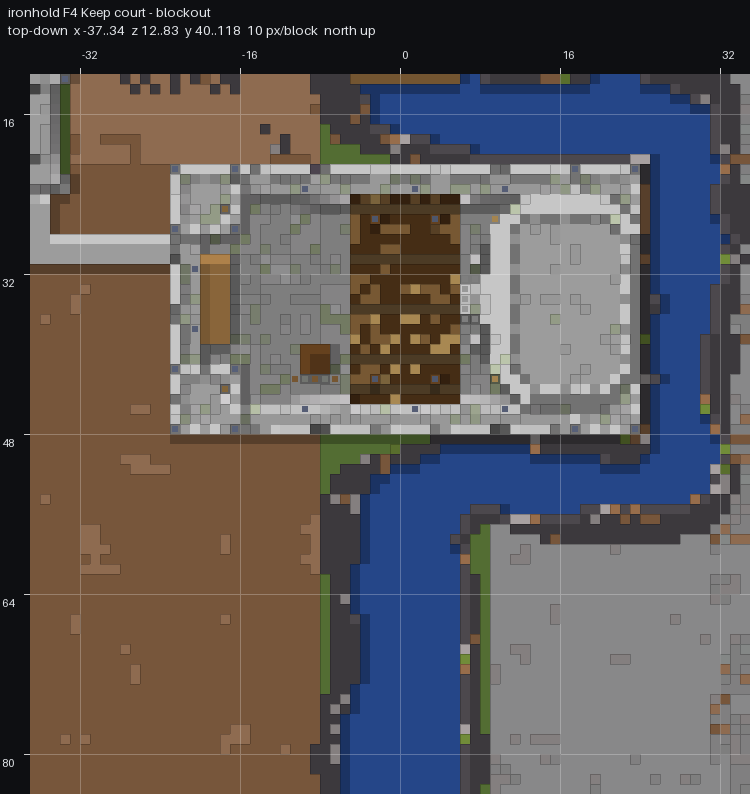 ironhold F4 Keep court - blockout
top-down x -37..34 z 12..83 y 40..118 10 px/block north up
-32 -16 0 16 32
16
32
48
64
80